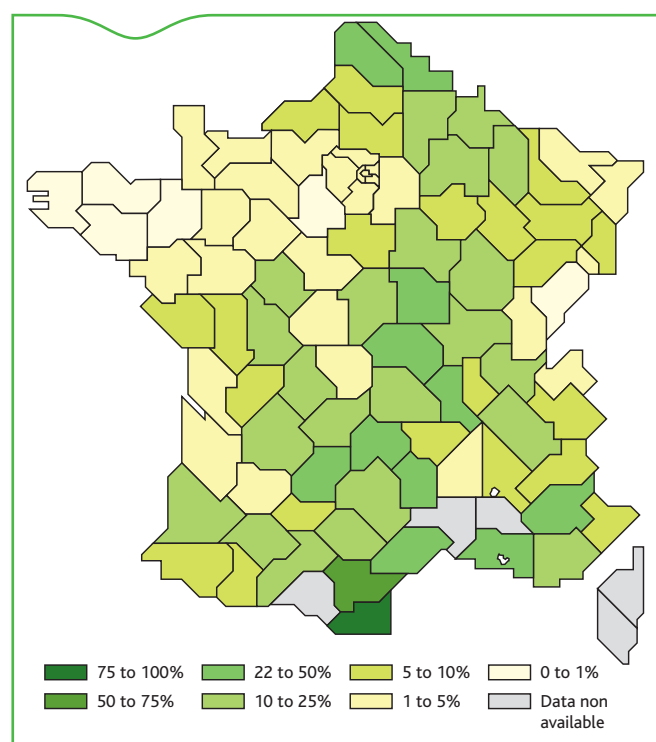 75 to 100%
22 to 50%
5 to 10%
0 to 1%
50 to 75%
10 to 25%
1 to 5%
Data non
available